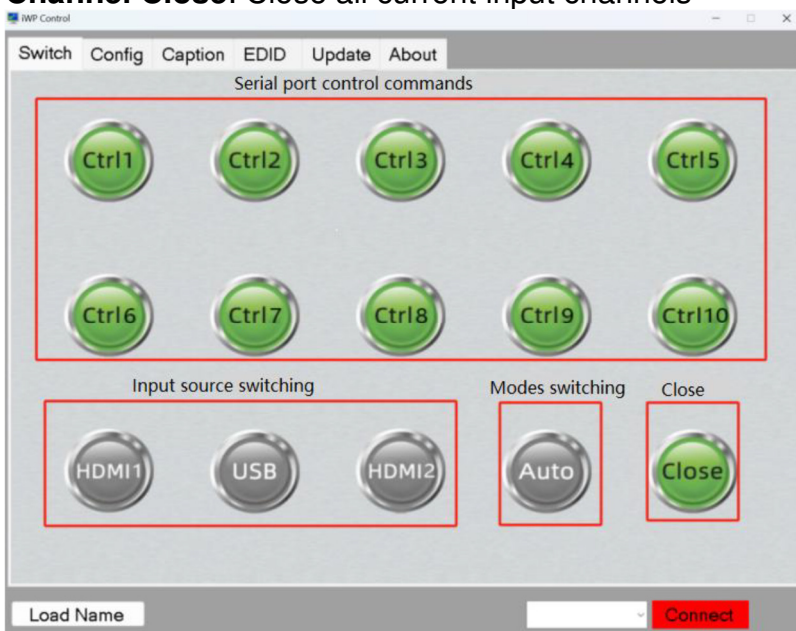 Channel Close: Close all current input channels
iWP Control
Switch Config Caption EDID Update About
Serial port control commands
Ctrl1 Ctrl2 Ctrl3 Ctrl4 Ctrl5
Ctrl6 Ctrl7 Ctrl8 Ctrl9 Ctrl10
Input source switching Modes switching Close
HDMI1 USB HDMI2 Auto Close
Load Name Connect